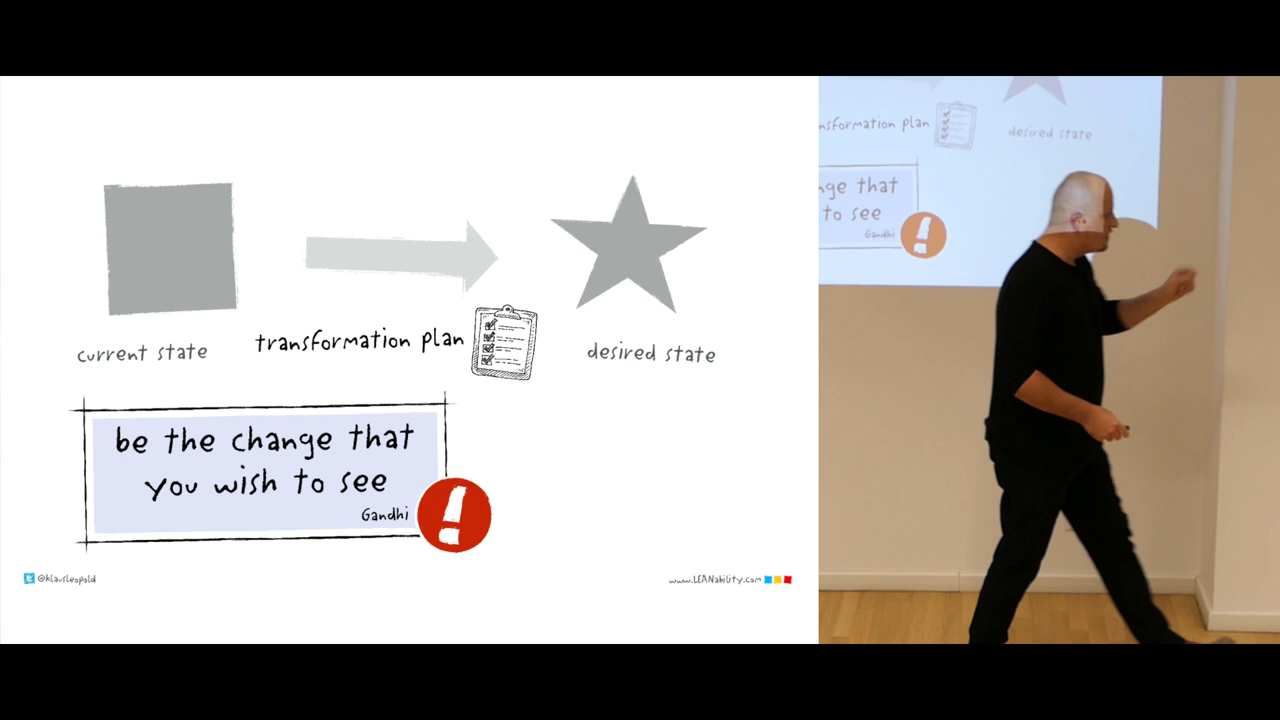 current state
transformation plan
desired state
be the change that
you wish to see
Gandhi
@klausleopold
www.LEANability.com
nsformation plan
desired state
nge that
to see
Gandhi